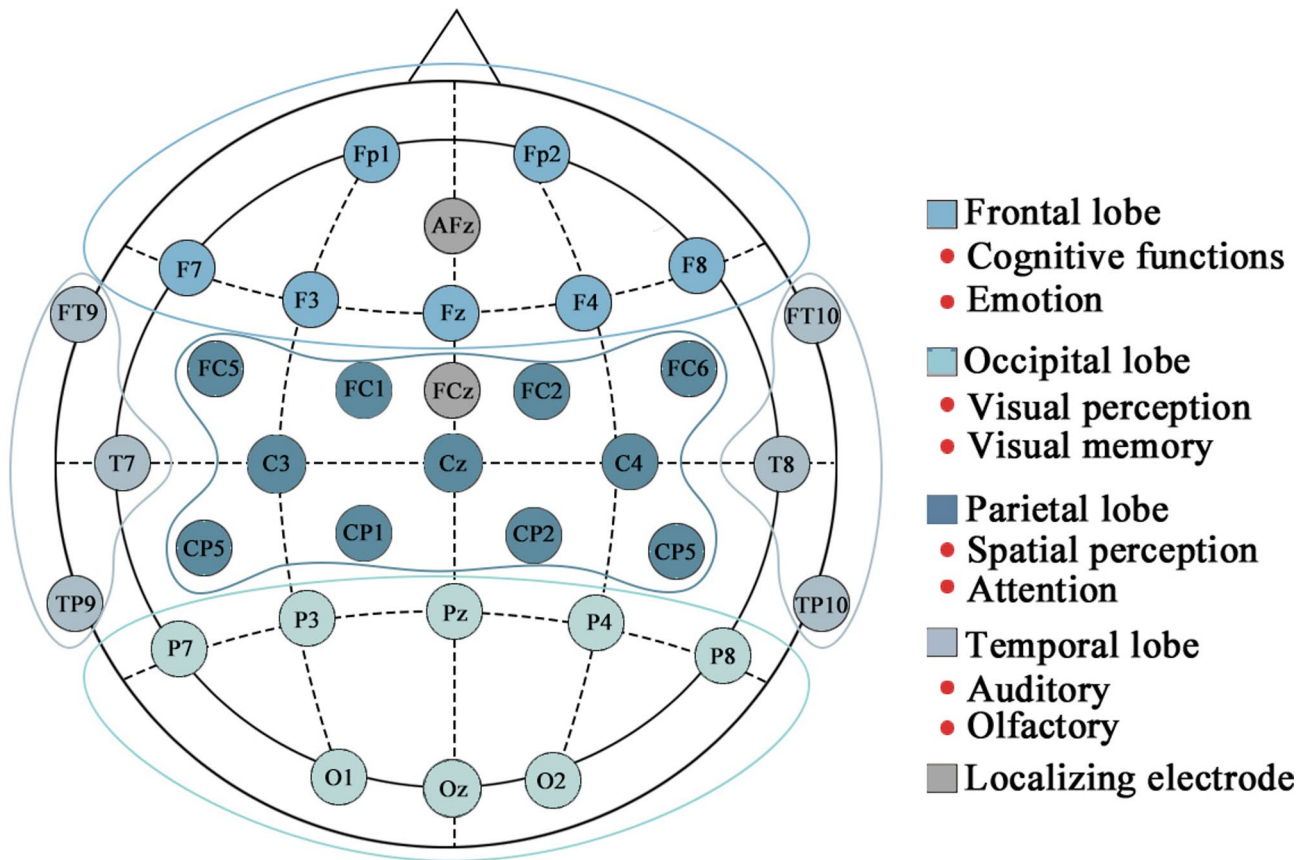 Fp1 Fp2
AFz
F7 F8
F3 Fz F4
FT9 FT10
FC5 FC1 FCz FC2 FC6
T7 C3 Cz C4 T8
CP5 CP1 CP2 CP5
TP9 TP10
P7 P3 Pz P4 P8
O1 Oz O2
Frontal lobe
Cognitive functions
Emotion
Occipital lobe
Visual perception
Visual memory
Parietal lobe
Spatial perception
Attention
Temporal lobe
Auditory
Olfactory
Localizing electrode